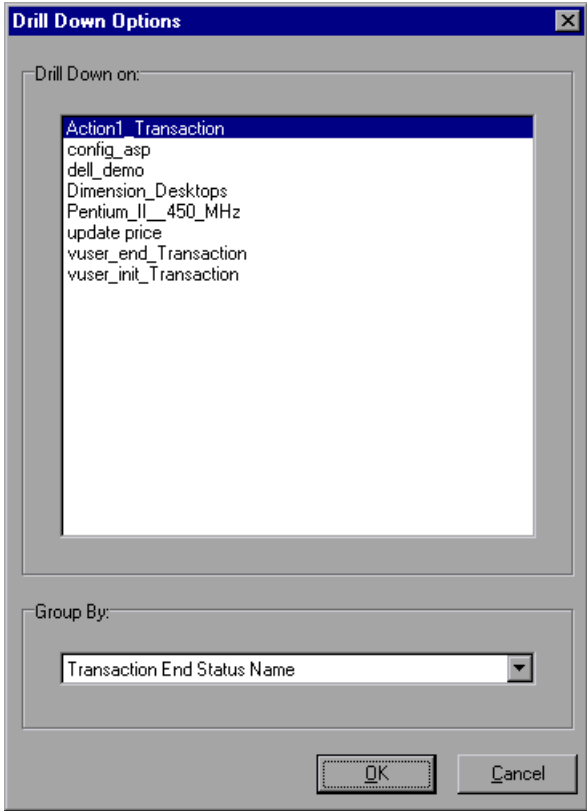 Drill Down Options
Drill Down on:
Action1_Transaction
config_asp
dell_demo
Dimension_Desktops
Pentium_II__450_MHz
update price
vuser_end_Transaction
vuser_init_Transaction
Group By:
Transaction End Status Name
OK
Cancel